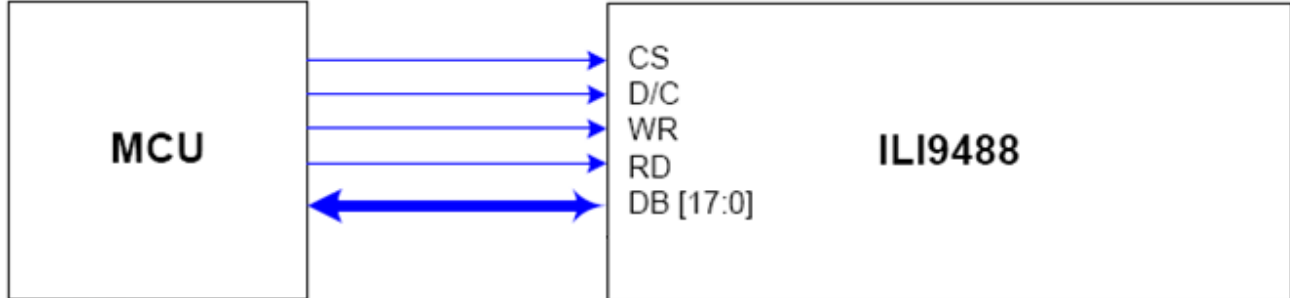 MCU
CS
D/C
WR
RD
DB [17:0]
ILI9488